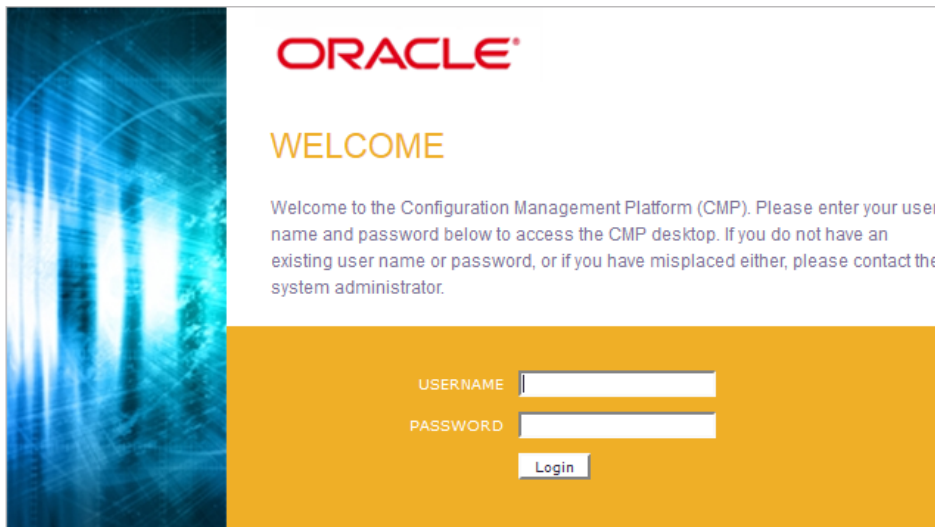 ORACLE
WELCOME
Welcome to the Configuration Management Platform (CMP). Please enter your user
name and password below to access the CMP desktop. If you do not have an
existing user name or password, or if you have misplaced either, please contact the
system administrator.
USERNAME
PASSWORD
Login